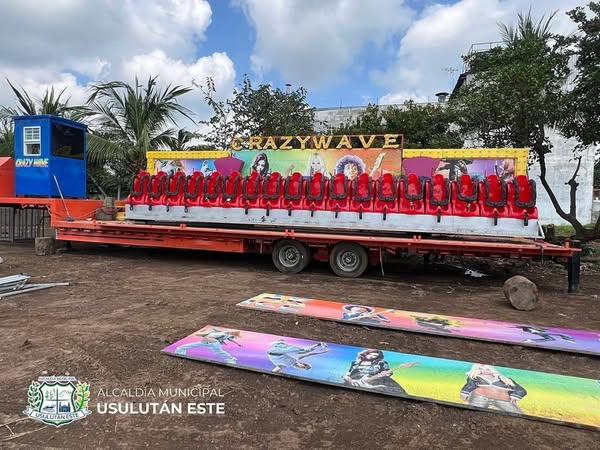 CRAZYWAVE
CRAZY
WAVE
ALCALDÍA MUNICIPAL
USULUTÁN ESTE